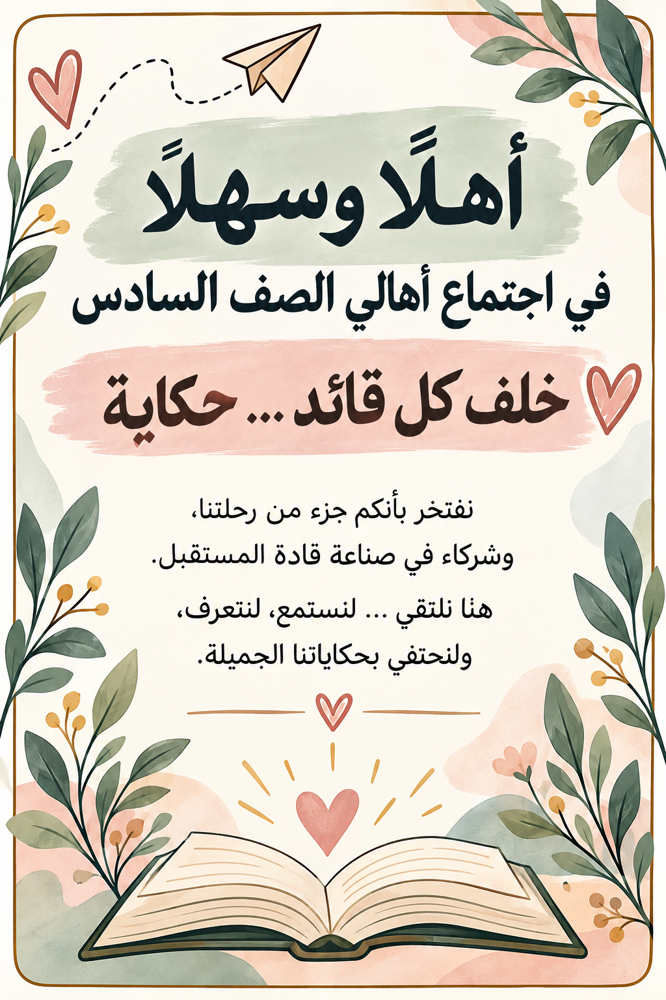 أهلًا وسهلًا
في اجتماع أهالي الصف السادس
خلف كل قائد ... حكاية
نفتخر بأنكم جزء من رحلتنا،
وشركاء في صناعة قادة المستقبل.
هنا نلتقي ... لنستمع، لنتعرف،
ولنحتفي بحكاياتنا الجميلة.